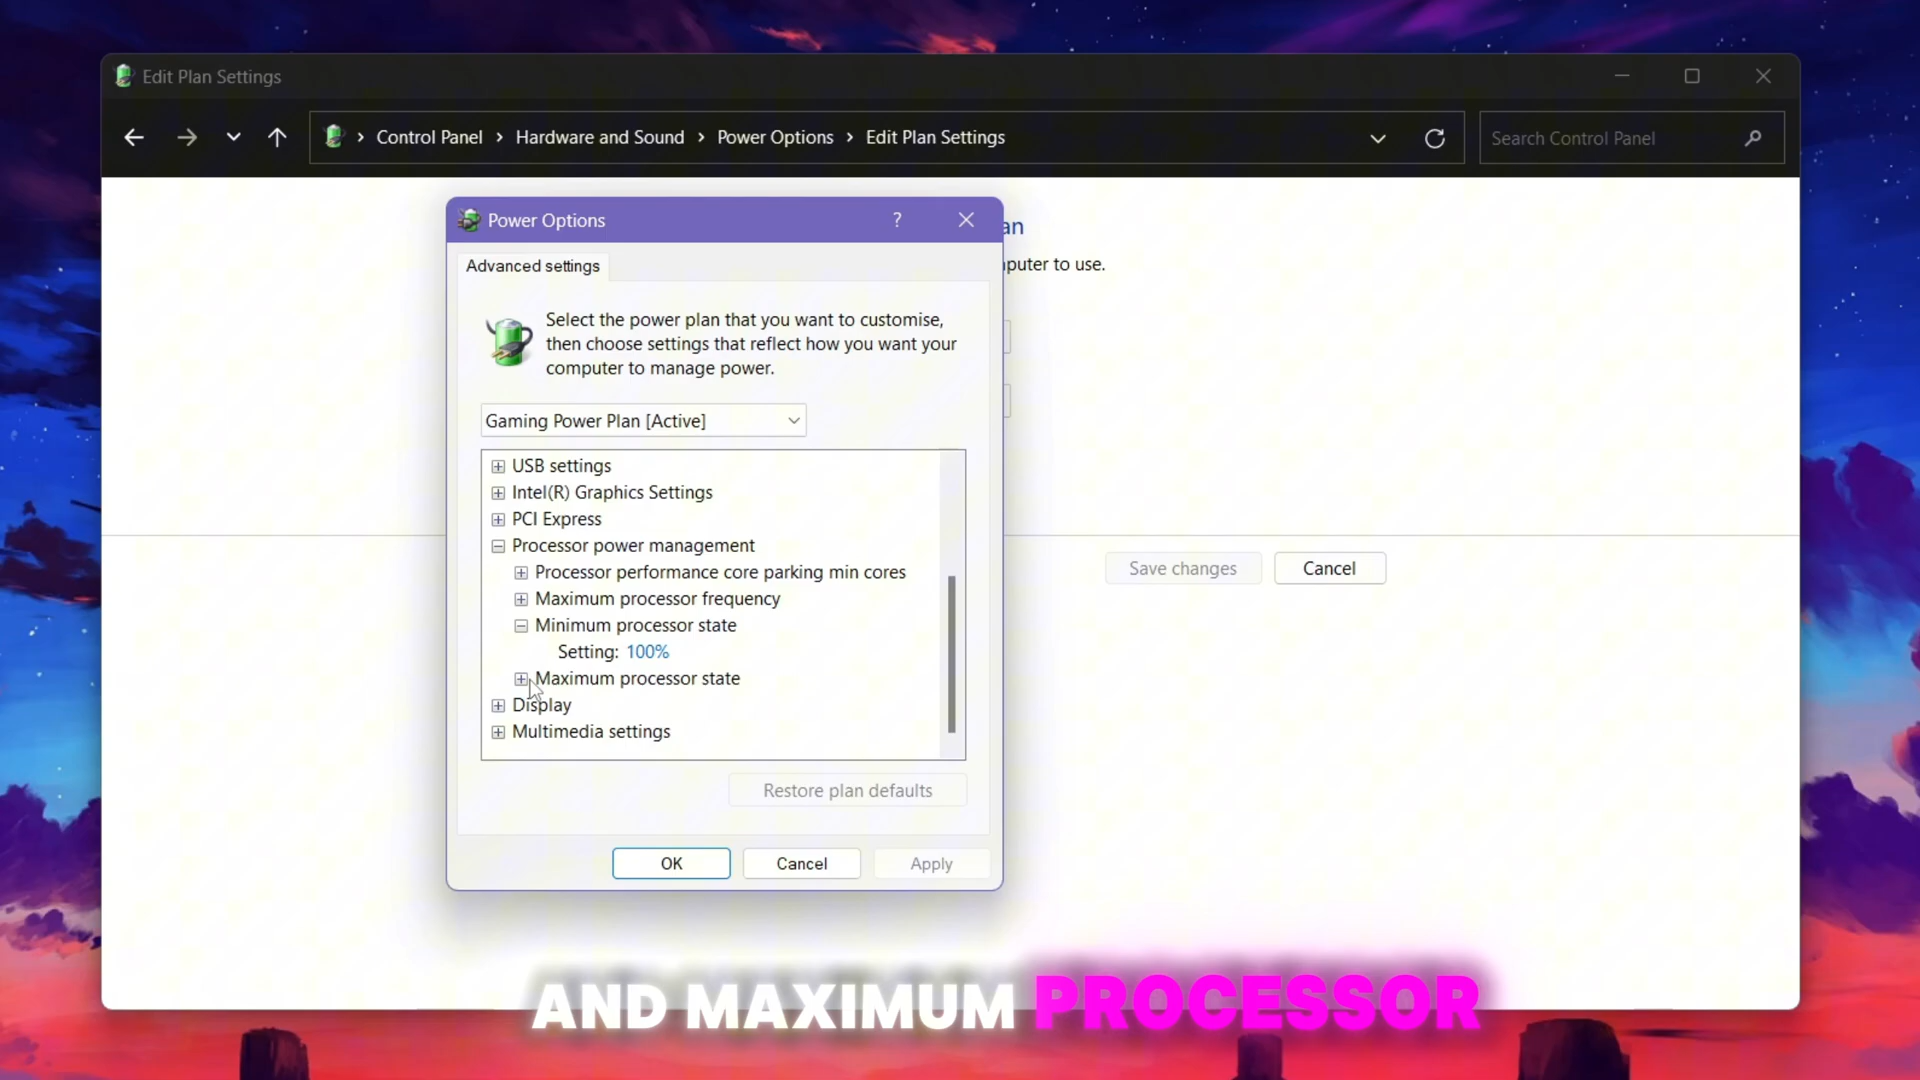 Edit Plan Settings
Control Panel > Hardware and Sound > Power Options > Edit Plan Settings
Search Control Panel
Power Options
?
an
Advanced settings
puter to use.
Select the power plan that you want to customise,
then choose settings that reflect how you want your
computer to manage power.
Gaming Power Plan [Active]
USB settings
Intel(R) Graphics Settings
PCI Express
Processor power management
Processor performance core parking min cores
Maximum processor frequency
Minimum processor state
Setting: 100%
Maximum processor state
Display
Multimedia settings
Save changes
Cancel
Restore plan defaults
OK
Cancel
Apply
AND MAXIMUM PROCESSOR